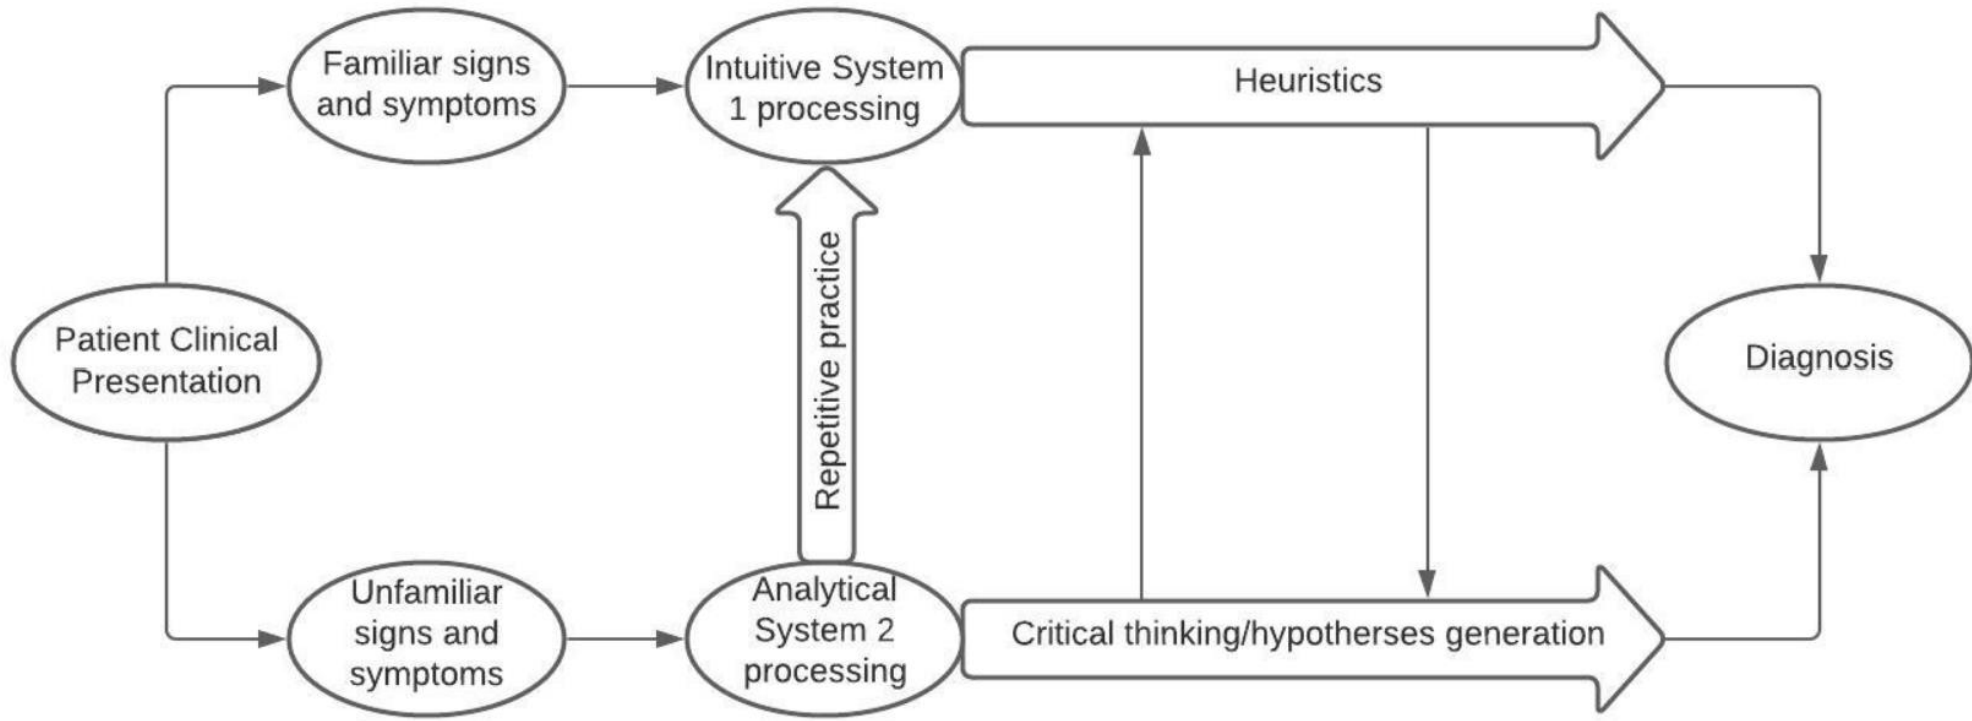 Familiar signs
and symptoms
Intuitive System
1 processing
Heuristics
Patient Clinical
Presentation
Repetitive practice
Diagnosis
Unfamiliar
signs and
symptoms
Analytical
System 2
processing
Critical thinking/hypotherses generation